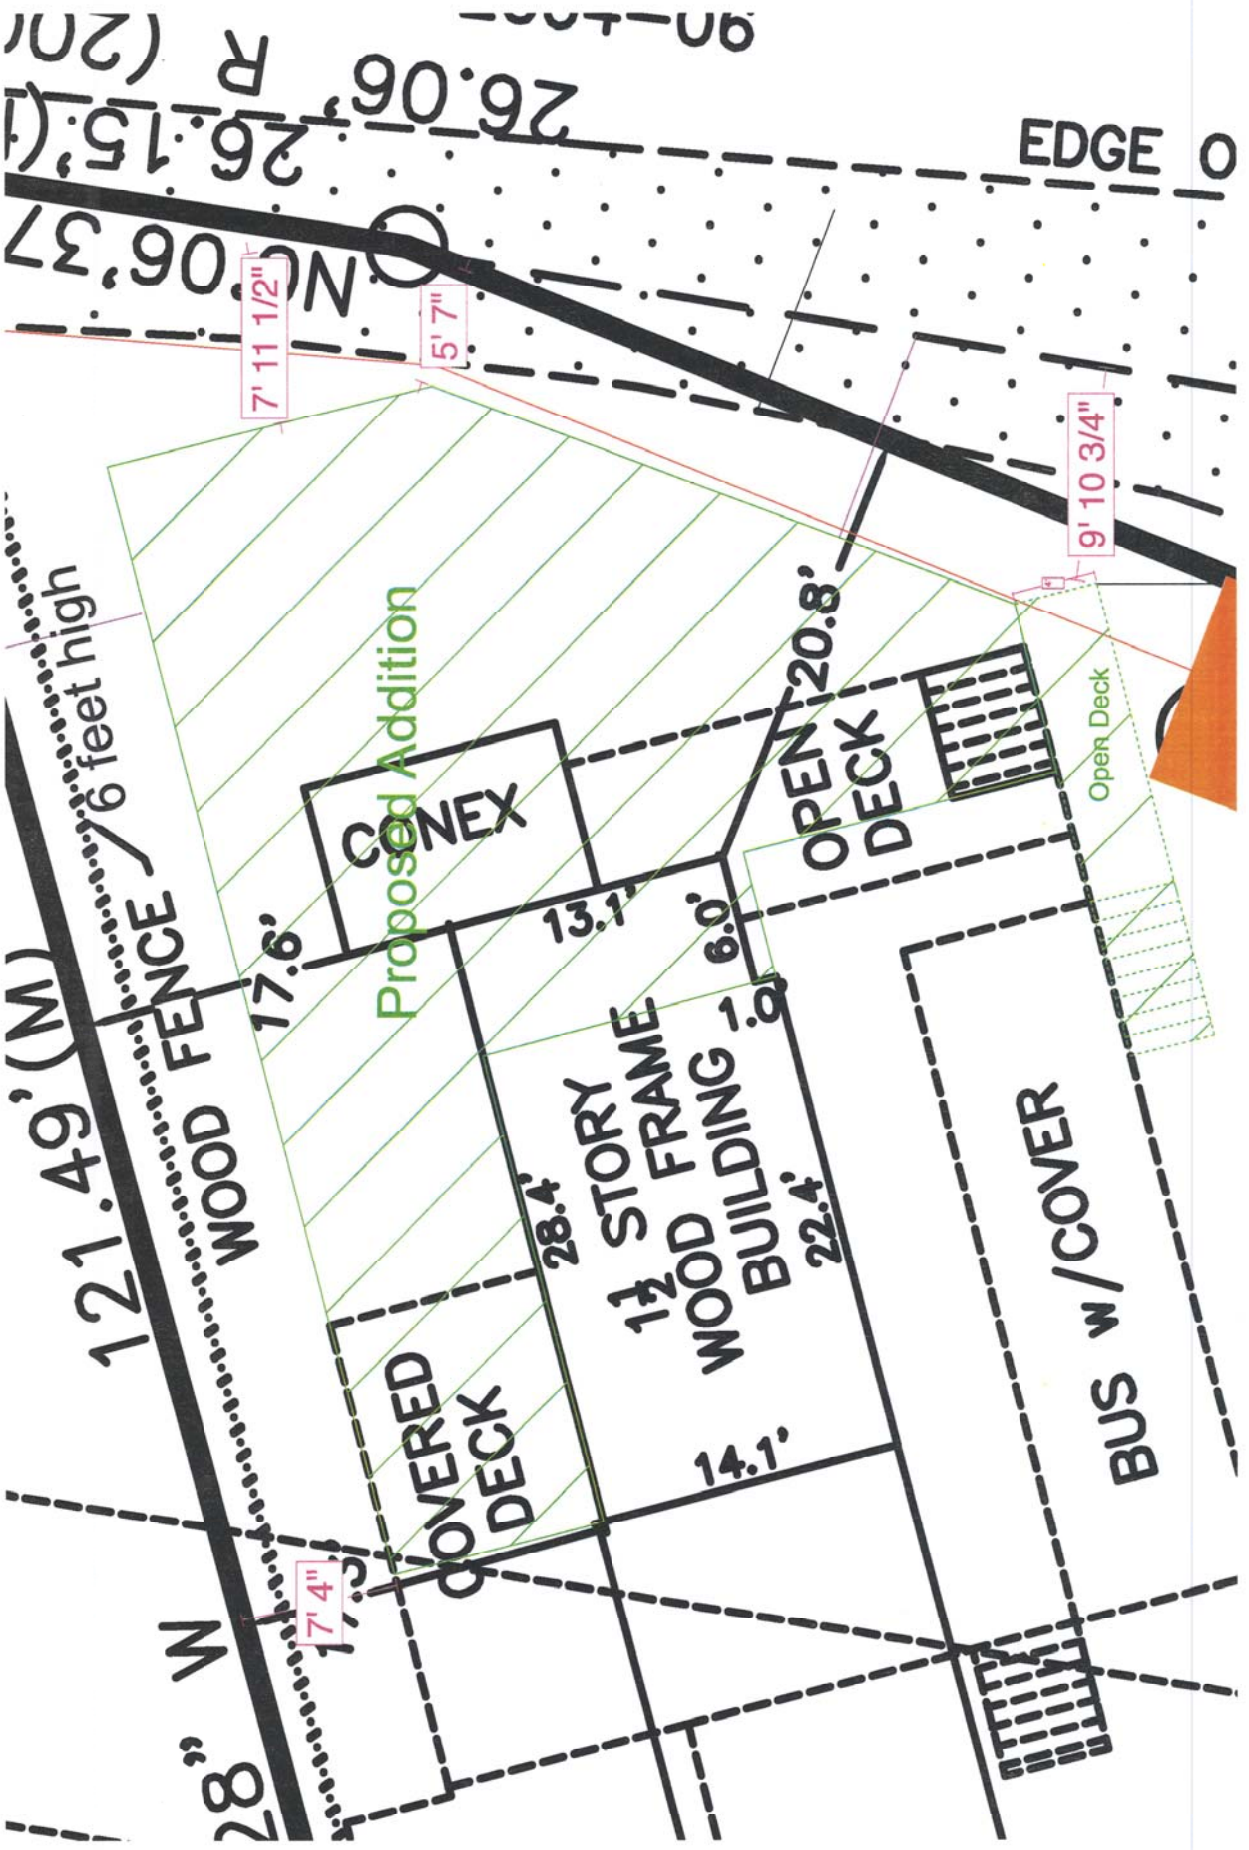 26.06'
R
26.15'
N
06'37
EDGE O
7' 11 1/2"
5' 7"
9' 10 3/4"
4"
6 feet high
WOOD FENCE
121.49'(M)
17.6'
Proposed Addition
CONEX
13.1'
6.0'
1.0'
20.8'
OPEN
DECK
Open Deck
1½ STORY
WOOD FRAME
BUILDING
28.4'
22.4'
14.1'
COVERED
DECK
BUS w/COVER
7' 4"
W
28"